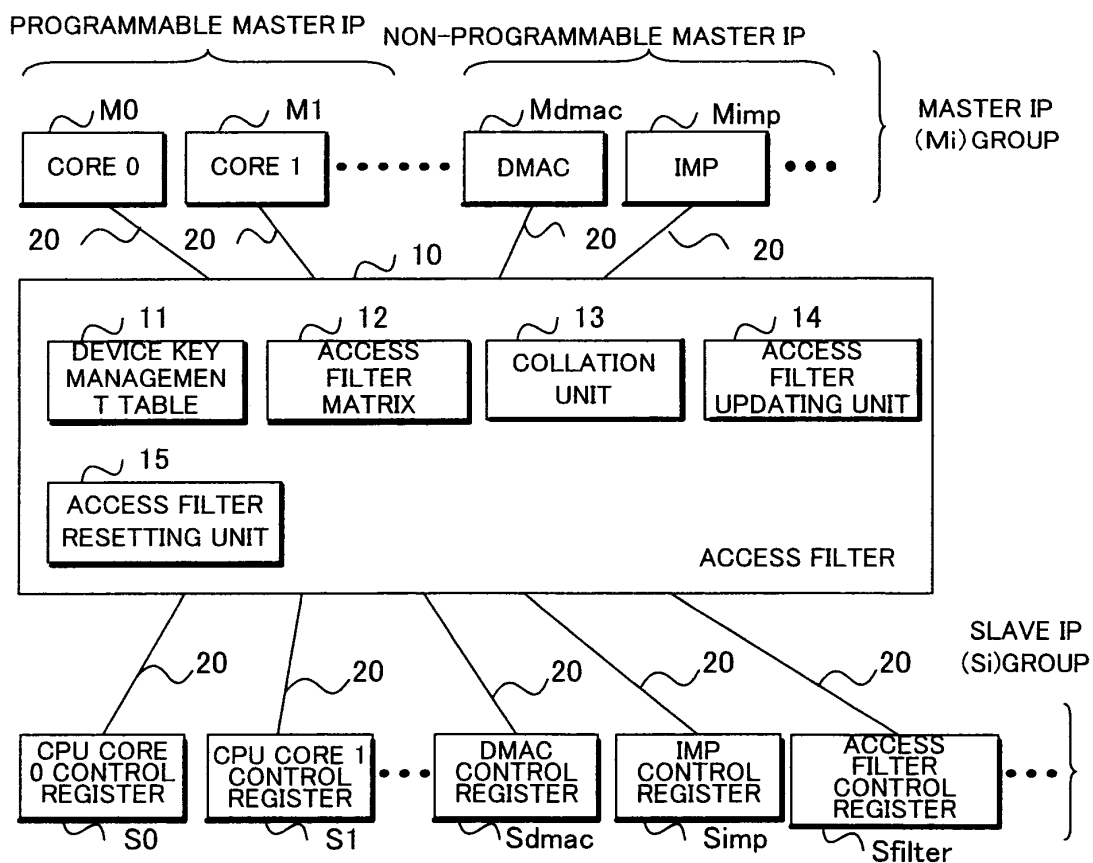 PROGRAMMABLE MASTER IP
NON-PROGRAMMABLE MASTER IP
M0
M1
Mdmac
Mimp
MASTER IP
(Mi) GROUP
CORE 0
CORE 1
DMAC
IMP
20
20
20
20
10
11
12
13
14
DEVICE KEY
MANAGEMEN
T TABLE
ACCESS
FILTER
MATRIX
COLLATION
UNIT
ACCESS
FILTER
UPDATING UNIT
15
ACCESS FILTER
RESETTING UNIT
ACCESS FILTER
SLAVE IP
(Si)GROUP
20
20
20
20
20
CPU CORE
0 CONTROL
REGISTER
CPU CORE 1
CONTROL
REGISTER
DMAC
CONTROL
REGISTER
IMP
CONTROL
REGISTER
ACCESS
FILTER
CONTROL
REGISTER
S0
S1
Sdmac
Simp
Sfilter